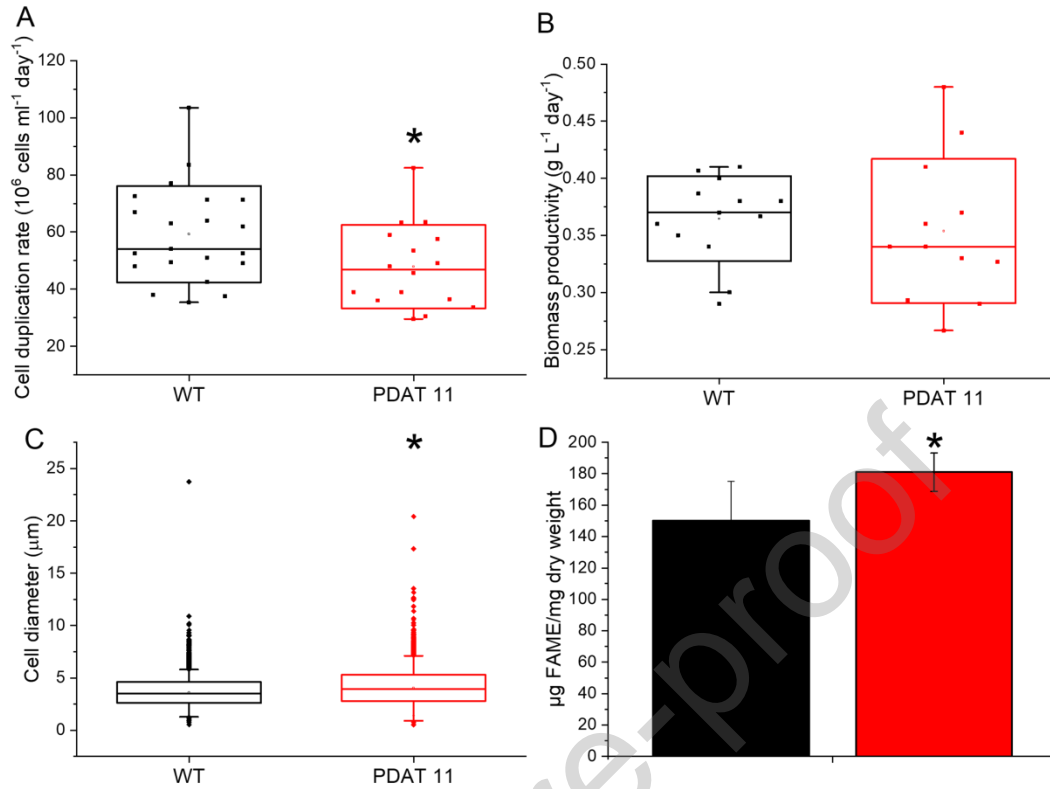 A
Cell duplication rate (10⁶ cells ml⁻¹ day⁻¹)
120
100
80
60
40
20
*
WT
PDAT 11
B
Biomass productivity (g L⁻¹ day⁻¹)
0.50
0.45
0.40
0.35
0.30
0.25
WT
PDAT 11
C
Cell diameter (μm)
25
20
15
10
5
0
*
WT
PDAT 11
D
μg FAME/mg dry weight
200
180
160
140
120
100
80
60
40
20
0
*
re-proof